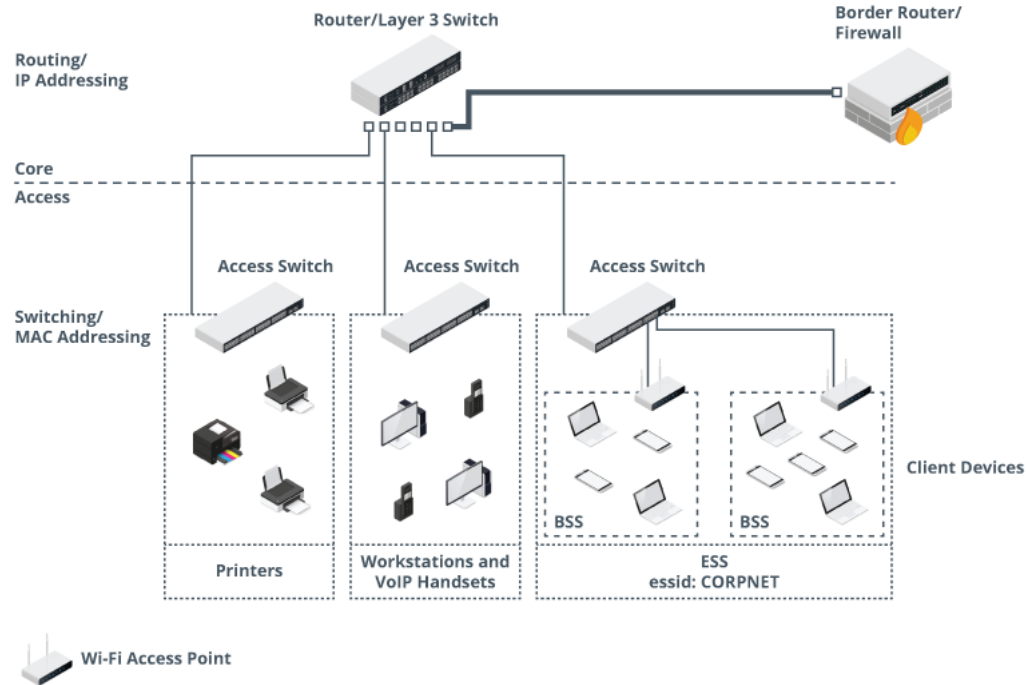 Router/Layer 3 Switch
Border Router/
Firewall
Routing/
IP Addressing
Core
Access
Access Switch
Access Switch
Access Switch
Switching/
MAC Addressing
Client Devices
BSS
BSS
Printers
Workstations and
VoIP Handsets
ESS
essid: CORPNET
Wi-Fi Access Point